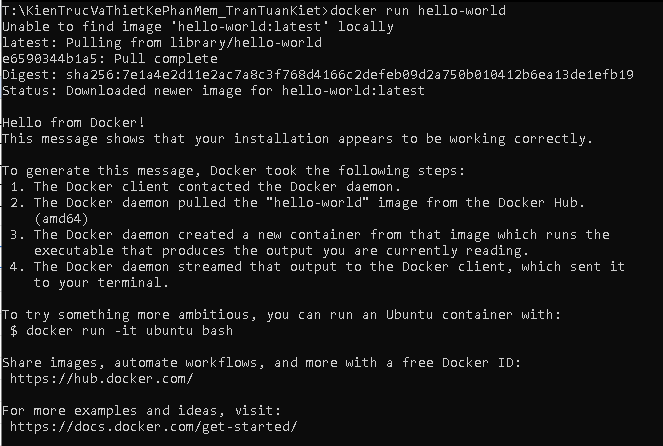 T:\KienTrucVaThietKePhanMem_TranTuanKiet>docker run hello-world
Unable to find image 'hello-world:latest' locally
latest: Pulling from library/hello-world
e6590344b1a5: Pull complete
Digest: sha256:7e1a4e2d11e2ac7a8c3f768d4166c2defeb09d2a750b010412b6ea13de1efb19
Status: Downloaded newer image for hello-world:latest

Hello from Docker!
This message shows that your installation appears to be working correctly.

To generate this message, Docker took the following steps:
 1. The Docker client contacted the Docker daemon.
 2. The Docker daemon pulled the "hello-world" image from the Docker Hub.
    (amd64)
 3. The Docker daemon created a new container from that image which runs the
    executable that produces the output you are currently reading.
 4. The Docker daemon streamed that output to the Docker client, which sent it
    to your terminal.

To try something more ambitious, you can run an Ubuntu container with:
 $ docker run -it ubuntu bash

Share images, automate workflows, and more with a free Docker ID:
 https://hub.docker.com/

For more examples and ideas, visit:
 https://docs.docker.com/get-started/